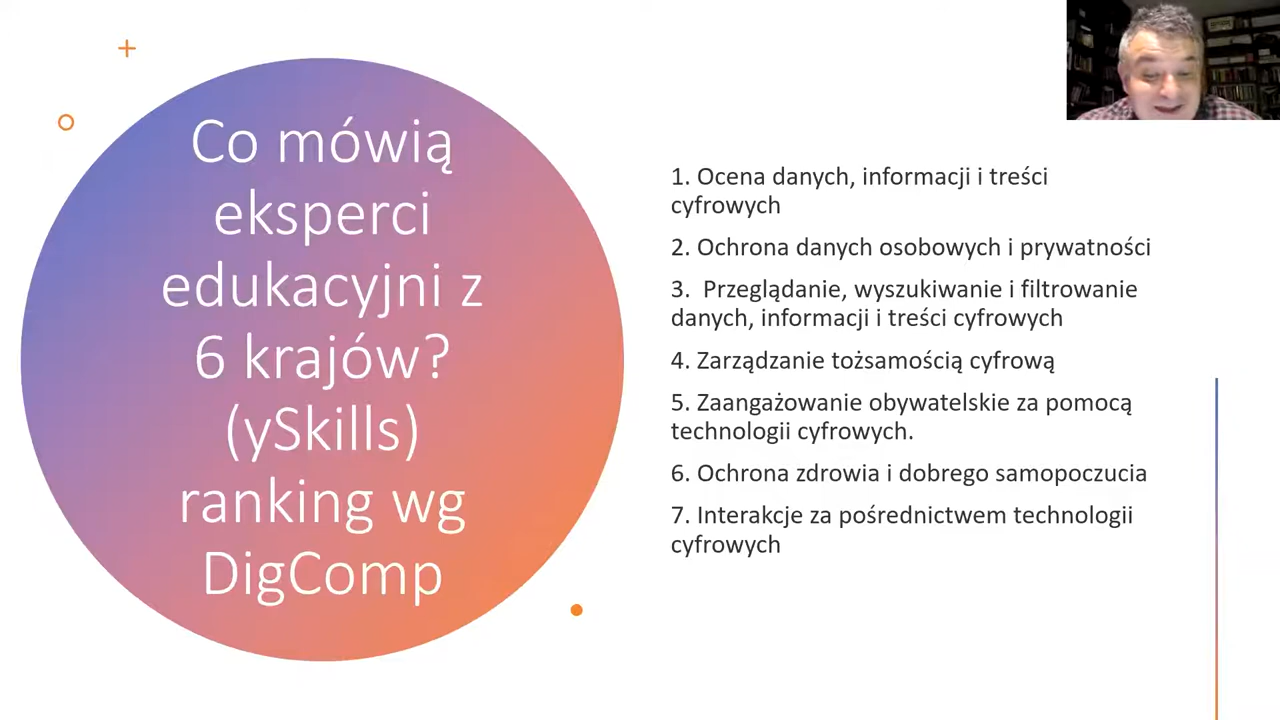 Co mówią
eksperci
edukacyjni z
6 krajów?
(ySkills)
ranking wg
DigComp
1. Ocena danych, informacji i treści
cyfrowych
2. Ochrona danych osobowych i prywatności
3.  Przeglądanie, wyszukiwanie i filtrowanie
danych, informacji i treści cyfrowych
4. Zarządzanie tożsamością cyfrową
5. Zaangażowanie obywatelskie za pomocą
technologii cyfrowych.
6. Ochrona zdrowia i dobrego samopoczucia
7. Interakcje za pośrednictwem technologii
cyfrowych